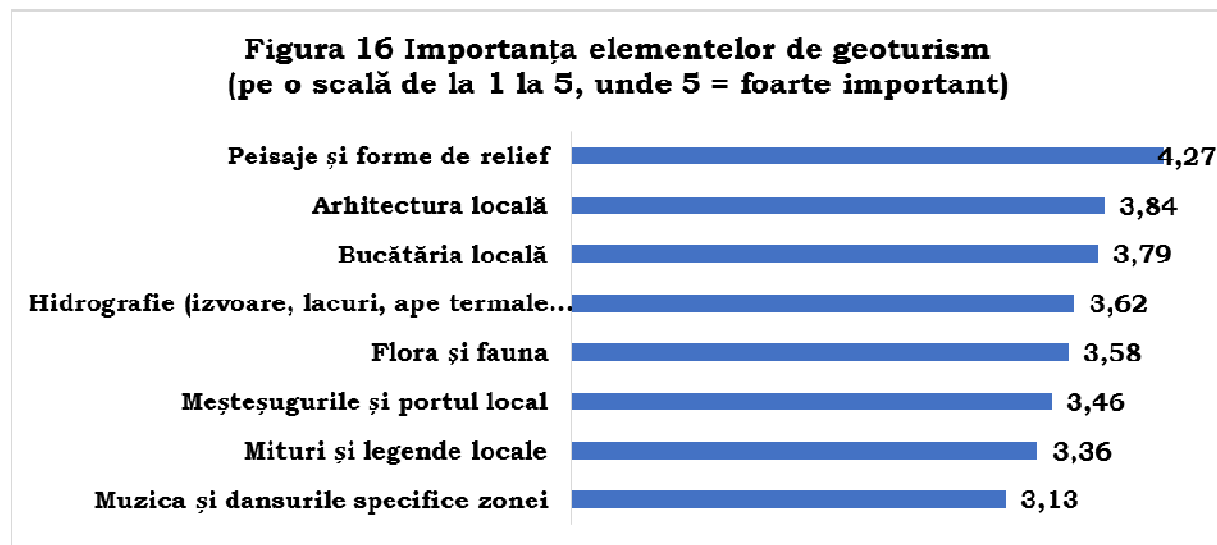 Figura 16 Importanța elementelor de geoturism
(pe o scală de la 1 la 5, unde 5 = foarte important)
Peisaje și forme de relief 4,27
Arhitectura locală 3,84
Bucătăria locală 3,79
Hidrografie (izvoare, lacuri, ape termale... 3,62
Flora și fauna 3,58
Meșteșugurile și portul local 3,46
Mituri și legende locale 3,36
Muzica și dansurile specifice zonei 3,13